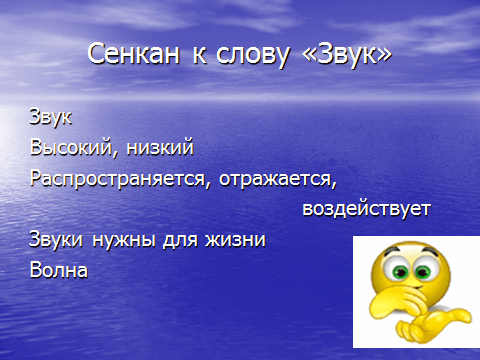 Сенкан к слову «Звук»
Звук
Высокий, низкий
Распространяется, отражается,
воздействует
Звуки нужны для жизни
Волна